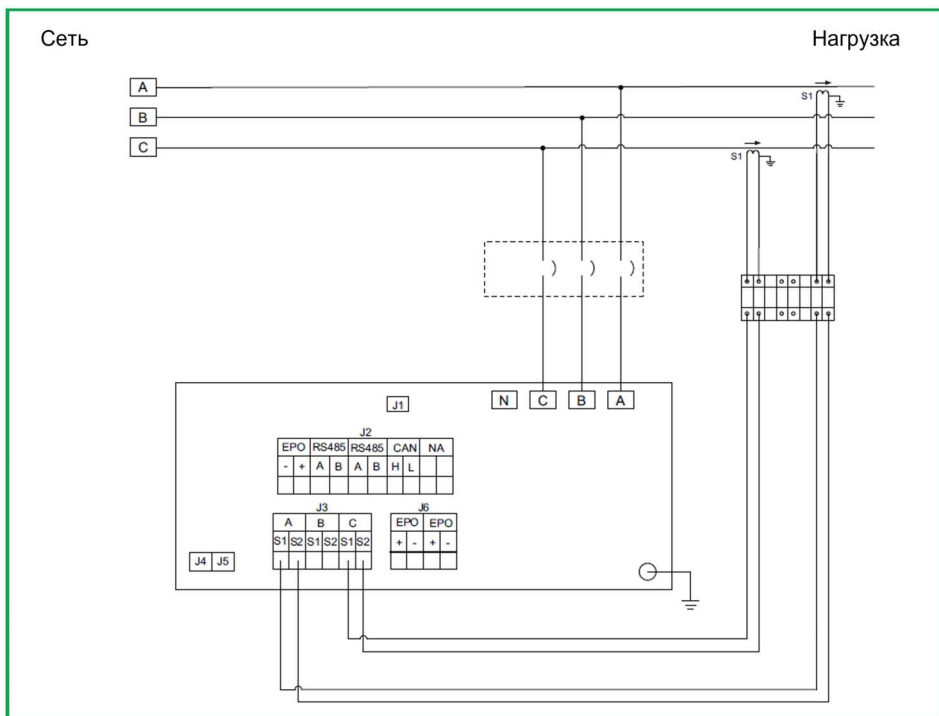 Сеть Нагрузка
A
S1
B
C
S1
N C B A
J1
J2
EPO RS485 RS485 CAN NA
- + A B A B H L
J3 J6
A B C EPO EPO
S1 S2 S1 S2 S1 S2 + - + -
J4 J5